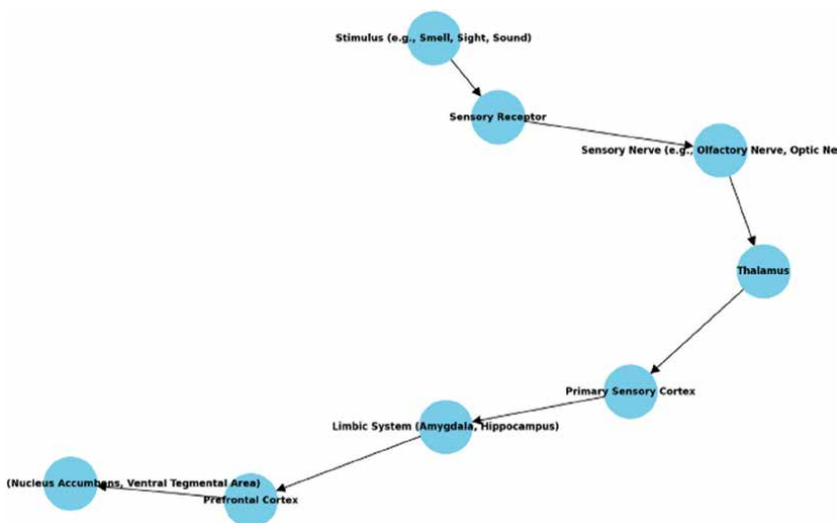 Stimulus (e.g., Smell, Sight, Sound)
Sensory Receptor
Sensory Nerve (e.g., Olfactory Nerve, Optic Ne
Thalamus
Primary Sensory Cortex
Limbic System (Amygdala, Hippocampus)
(Nucleus Accumbens, Ventral Tegmental Area)
Prefrontal Cortex